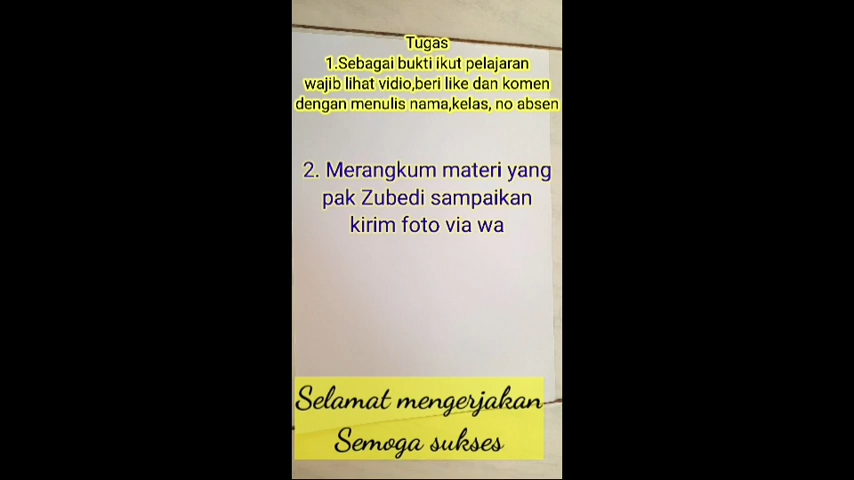 Tugas
1.Sebagai bukti ikut pelajaran
wajib lihat vidio,beri like dan komen
dengan menulis nama,kelas, no absen
2. Merangkum materi yang
pak Zubedi sampaikan
kirim foto via wa
Selamat mengerjakan
Semoga sukses